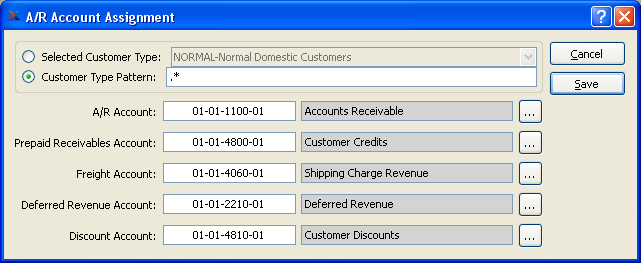 A/R Account Assignment
Selected Customer Type: NORMAL-Normal Domestic Customers Cancel
Customer Type Pattern: .* Save
A/R Account: 01-01-1100-01 Accounts Receivable ...
Prepaid Receivables Account: 01-01-4800-01 Customer Credits ...
Freight Account: 01-01-4060-01 Shipping Charge Revenue ...
Deferred Revenue Account: 01-01-2210-01 Deferred Revenue ...
Discount Account: 01-01-4810-01 Customer Discounts ...